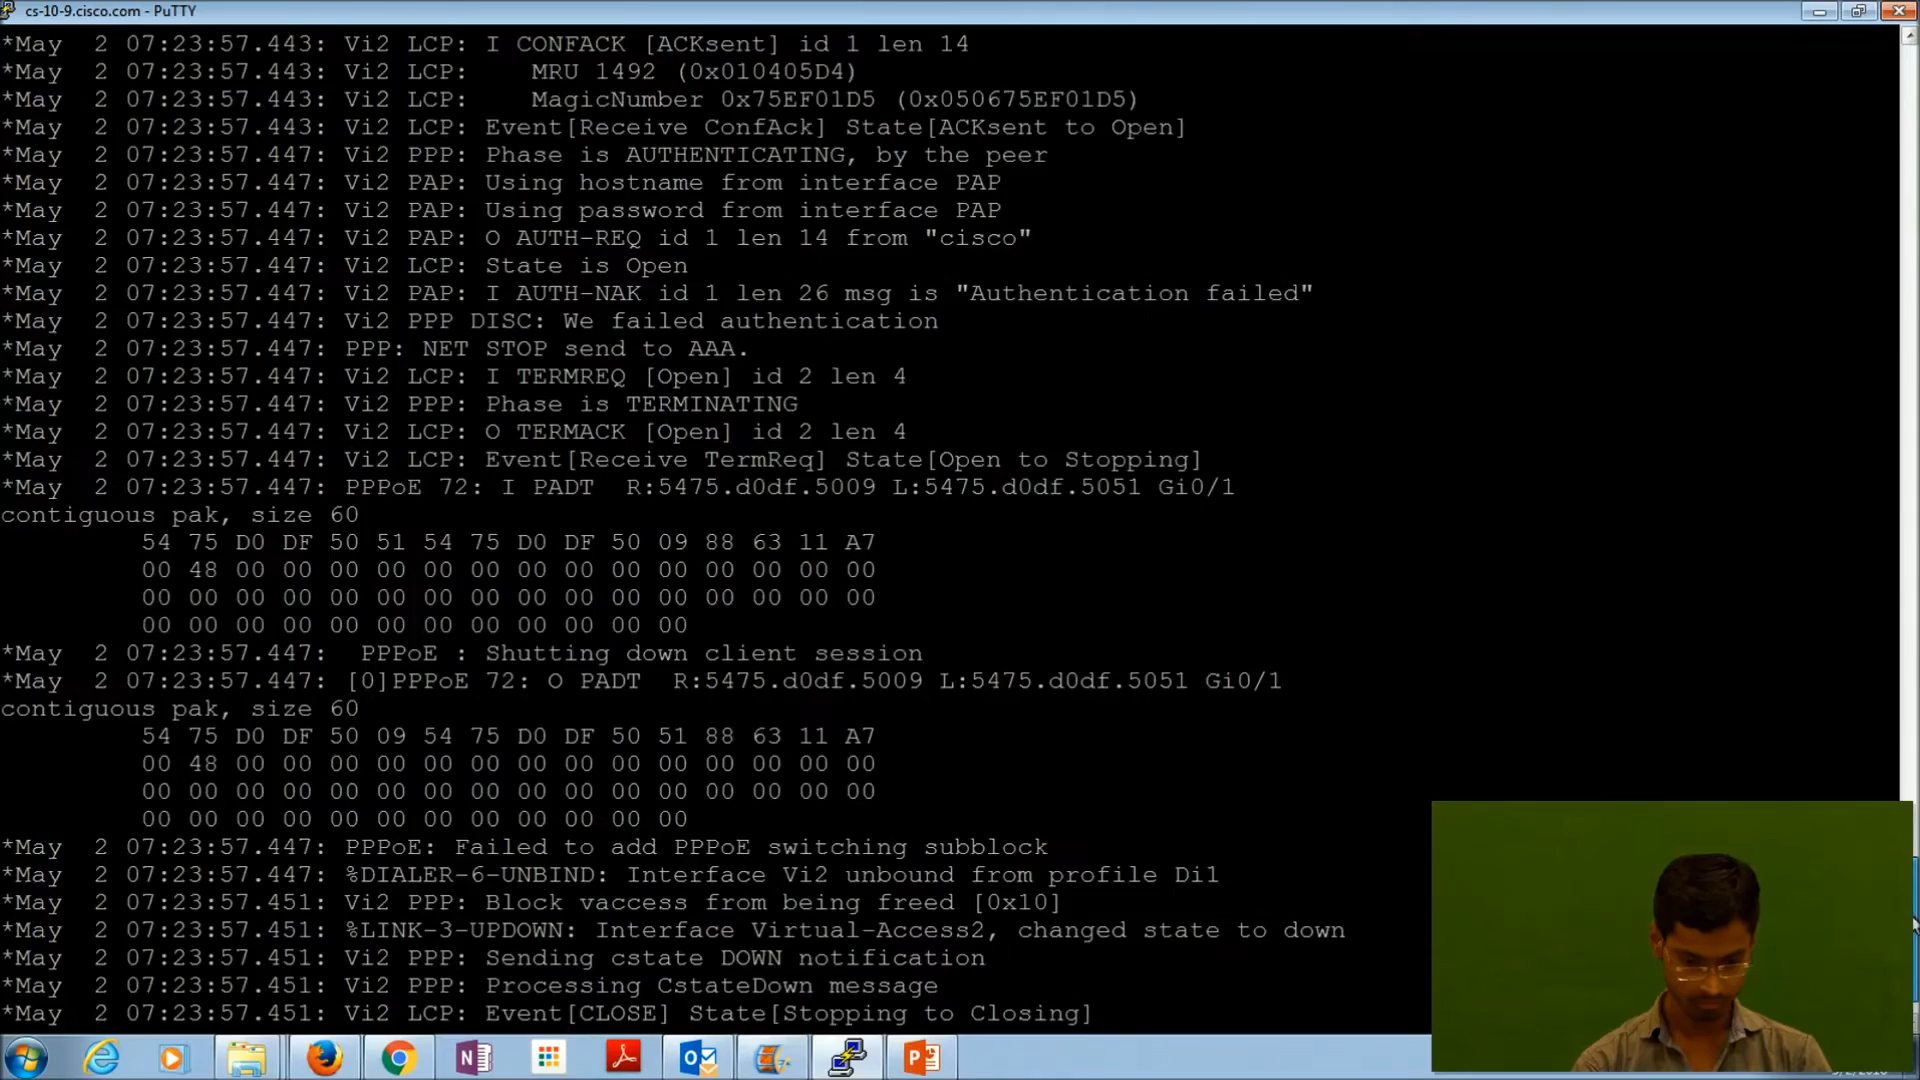 cs-10-9.cisco.com - PuTTY
*May  2 07:23:57.443: Vi2 LCP: I CONFACK [ACKsent] id 1 len 14
*May  2 07:23:57.443: Vi2 LCP:    MRU 1492 (0x010405D4)
*May  2 07:23:57.443: Vi2 LCP:    MagicNumber 0x75EF01D5 (0x050675EF01D5)
*May  2 07:23:57.443: Vi2 LCP: Event[Receive ConfAck] State[ACKsent to Open]
*May  2 07:23:57.447: Vi2 PPP: Phase is AUTHENTICATING, by the peer
*May  2 07:23:57.447: Vi2 PAP: Using hostname from interface PAP
*May  2 07:23:57.447: Vi2 PAP: Using password from interface PAP
*May  2 07:23:57.447: Vi2 PAP: O AUTH-REQ id 1 len 14 from "cisco"
*May  2 07:23:57.447: Vi2 LCP: State is Open
*May  2 07:23:57.447: Vi2 PAP: I AUTH-NAK id 1 len 26 msg is "Authentication failed"
*May  2 07:23:57.447: Vi2 PPP DISC: We failed authentication
*May  2 07:23:57.447: PPP: NET STOP send to AAA.
*May  2 07:23:57.447: Vi2 LCP: I TERMREQ [Open] id 2 len 4
*May  2 07:23:57.447: Vi2 PPP: Phase is TERMINATING
*May  2 07:23:57.447: Vi2 LCP: O TERMACK [Open] id 2 len 4
*May  2 07:23:57.447: Vi2 LCP: Event[Receive TermReq] State[Open to Stopping]
*May  2 07:23:57.447: PPPoE 72: I PADT  R:5475.d0df.5009 L:5475.d0df.5051 Gi0/1
contiguous pak, size 60
54 75 D0 DF 50 51 54 75 D0 DF 50 09 88 63 11 A7
00 48 00 00 00 00 00 00 00 00 00 00 00 00 00 00
00 00 00 00 00 00 00 00 00 00 00 00 00 00 00 00
00 00 00 00 00 00 00 00 00 00 00 00
*May  2 07:23:57.447:  PPPoE : Shutting down client session
*May  2 07:23:57.447: [0]PPPoE 72: O PADT  R:5475.d0df.5009 L:5475.d0df.5051 Gi0/1
contiguous pak, size 60
54 75 D0 DF 50 09 54 75 D0 DF 50 51 88 63 11 A7
00 48 00 00 00 00 00 00 00 00 00 00 00 00 00 00
00 00 00 00 00 00 00 00 00 00 00 00 00 00 00 00
00 00 00 00 00 00 00 00 00 00 00 00
*May  2 07:23:57.447: PPPoE: Failed to add PPPoE switching subblock
*May  2 07:23:57.447: %DIALER-6-UNBIND: Interface Vi2 unbound from profile Di1
*May  2 07:23:57.451: Vi2 PPP: Block vaccess from being freed [0x10]
*May  2 07:23:57.451: %LINK-3-UPDOWN: Interface Virtual-Access2, changed state to down
*May  2 07:23:57.451: Vi2 PPP: Sending cstate DOWN notification
*May  2 07:23:57.451: Vi2 PPP: Processing CstateDown message
*May  2 07:23:57.451: Vi2 LCP: Event[CLOSE] State[Stopping to Closing]